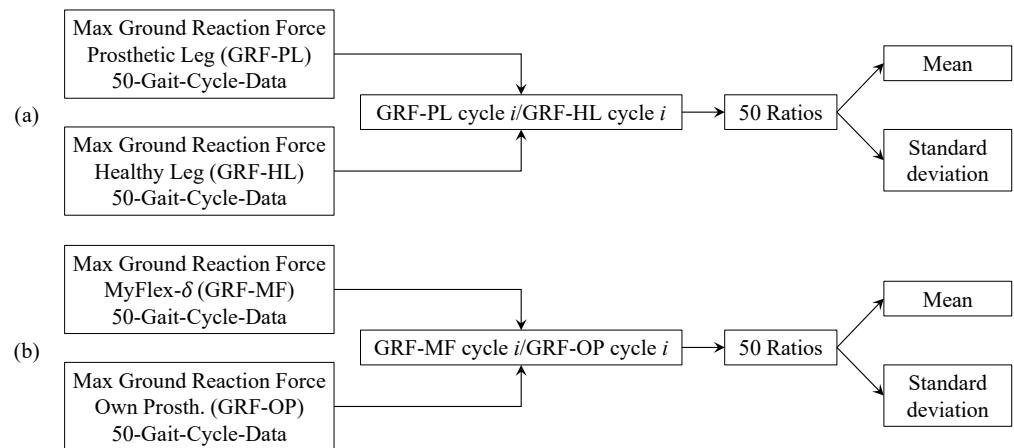 (a)
Max Ground Reaction Force
Prosthetic Leg (GRF-PL)
50-Gait-Cycle-Data
Max Ground Reaction Force
Healthy Leg (GRF-HL)
50-Gait-Cycle-Data
GRF-PL cycle i/GRF-HL cycle i
50 Ratios
Mean
Standard
deviation
(b)
Max Ground Reaction Force
MyFlex-δ (GRF-MF)
50-Gait-Cycle-Data
Max Ground Reaction Force
Own Prosth. (GRF-OP)
50-Gait-Cycle-Data
GRF-MF cycle i/GRF-OP cycle i
50 Ratios
Mean
Standard
deviation